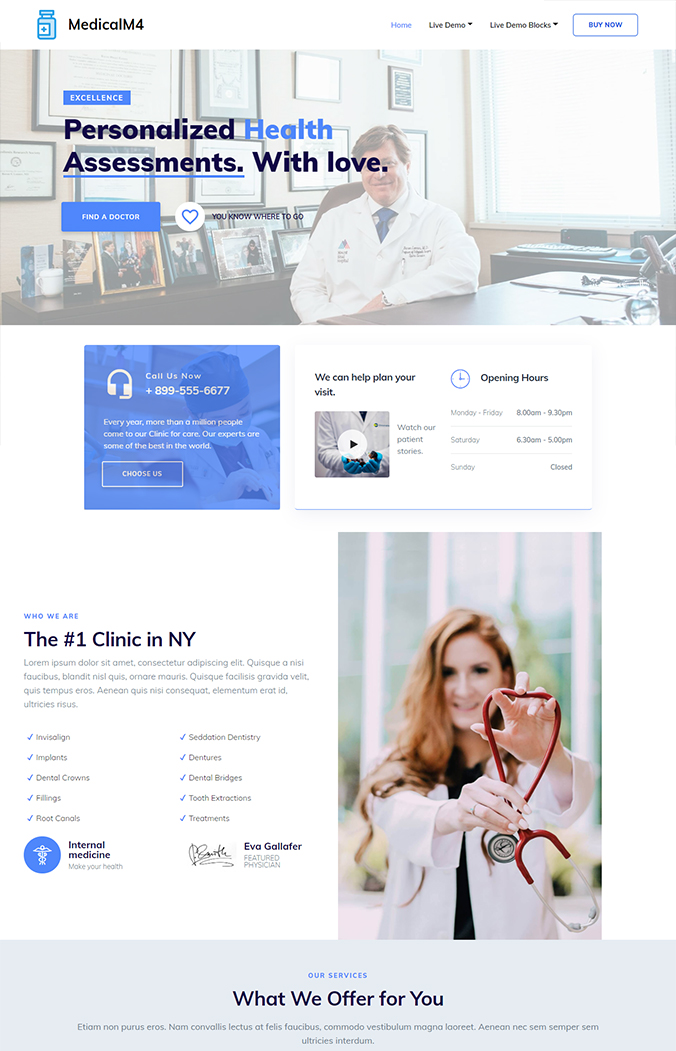 MedicalM4
Home
Live Demo
Live Demo Blocks
BUY NOW
EXCELLENCE
Personalized Health
Assessments. With love.
FIND A DOCTOR
YOU KNOW WHERE TO GO
Call Us Now
+ 899-555-6677
Every year, more than a million people
come to our Clinic for care. Our experts are
some of the best in the world.
CHOOSE US
We can help plan your
visit.
Watch our
patient
stories.
Opening Hours
Monday - Friday 8.00am - 9.30pm
Saturday 6.30am - 5.00pm
Sunday Closed
WHO WE ARE
The #1 Clinic in NY
Lorem ipsum dolor sit amet, consectetur adipiscing elit. Quisque a nisi
faucibus, blandit nisl quis, ornare mauris. Quisque facilisis gravida velit,
quis tempus eros. Aenean quis nisi consequat, elementum erat id,
ultricies risus.
✓ Invisalign
✓ Seddation Dentistry
✓ Implants
✓ Dentures
✓ Dental Crowns
✓ Dental Bridges
✓ Fillings
✓ Tooth Extractions
✓ Root Canals
✓ Treatments
Internal
medicine
Make your health
Eva Gallafer
FEATURED
PHYSICIAN
OUR SERVICES
What We Offer for You
Etiam non purus eros. Nam convallis lectus at felis faucibus, commodo vestibulum magna laoreet. Aenean nec sem semper sem
ultricies interdum.